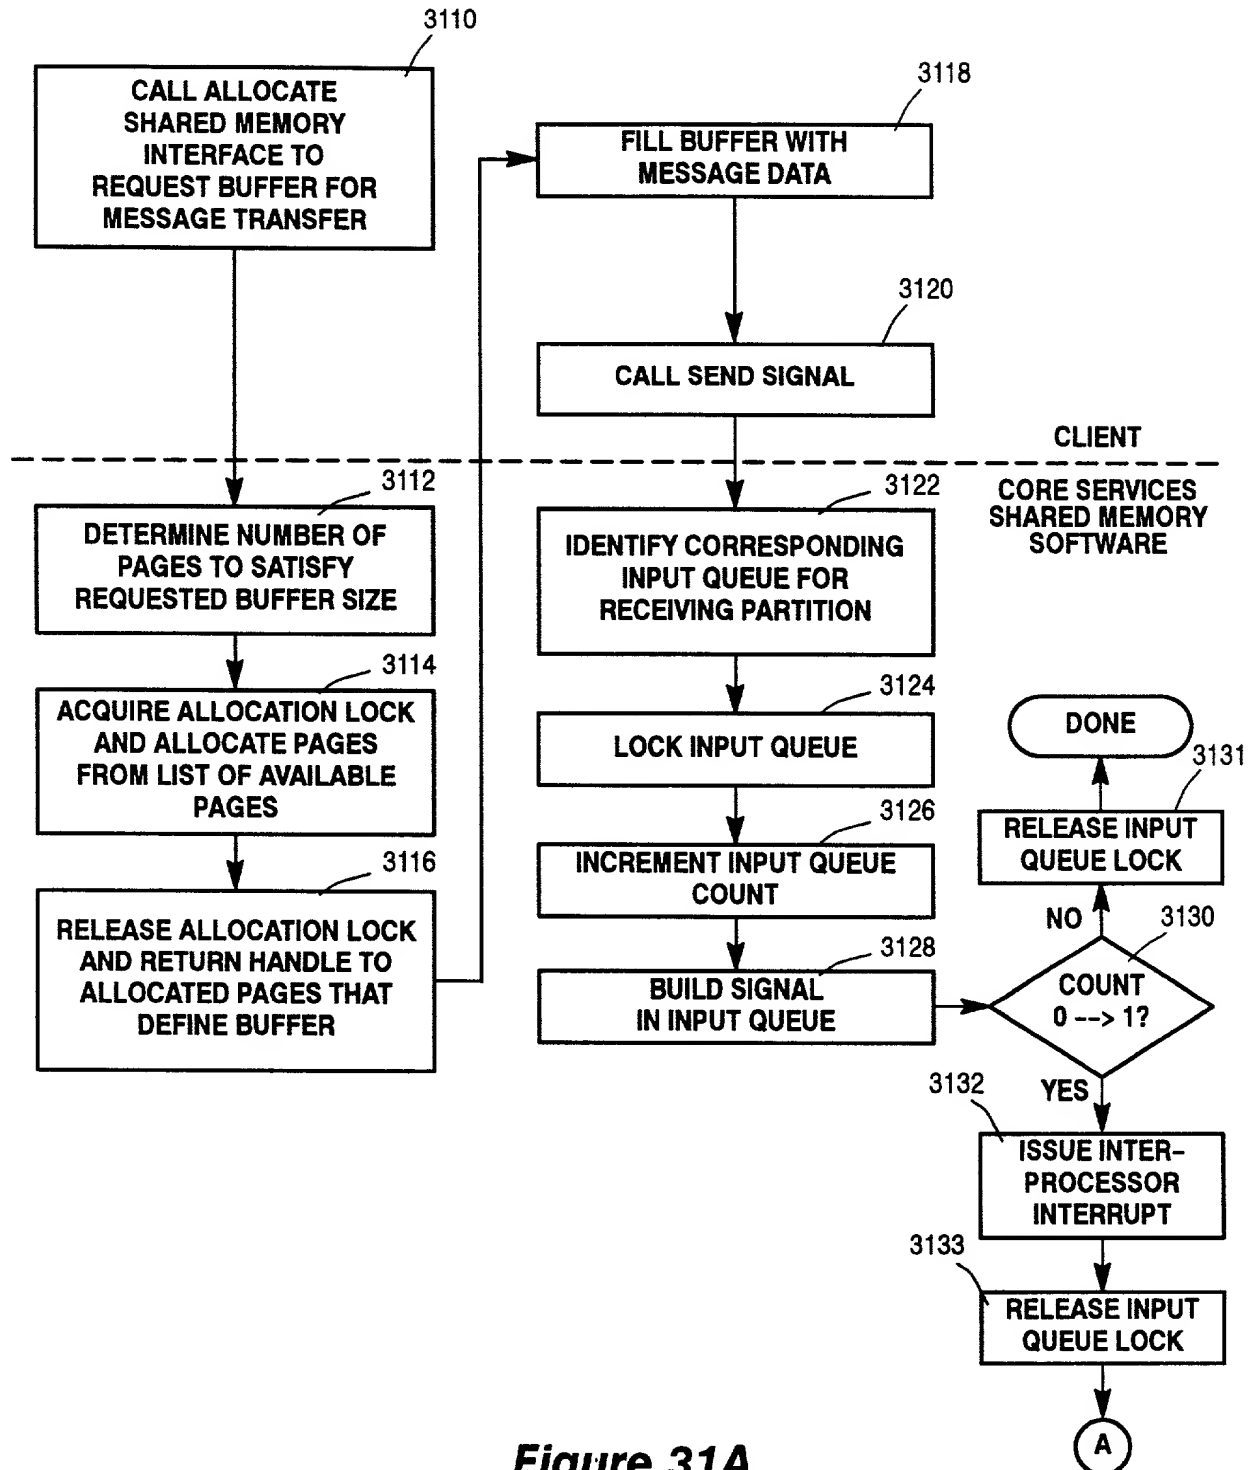 3110
CALL ALLOCATE
SHARED MEMORY
INTERFACE TO
REQUEST BUFFER FOR
MESSAGE TRANSFER
3118
FILL BUFFER WITH
MESSAGE DATA
3120
CALL SEND SIGNAL
CLIENT
CORE SERVICES
SHARED MEMORY
SOFTWARE
3112
DETERMINE NUMBER OF
PAGES TO SATISFY
REQUESTED BUFFER SIZE
3114
ACQUIRE ALLOCATION LOCK
AND ALLOCATE PAGES
FROM LIST OF AVAILABLE
PAGES
3116
RELEASE ALLOCATION LOCK
AND RETURN HANDLE TO
ALLOCATED PAGES THAT
DEFINE BUFFER
3122
IDENTIFY CORRESPONDING
INPUT QUEUE FOR
RECEIVING PARTITION
3124
LOCK INPUT QUEUE
3126
INCREMENT INPUT QUEUE
COUNT
3128
BUILD SIGNAL
IN INPUT QUEUE
DONE
3131
RELEASE INPUT
QUEUE LOCK
NO
3130
COUNT
0 --> 1?
YES
3132
ISSUE INTER-
PROCESSOR
INTERRUPT
3133
RELEASE INPUT
QUEUE LOCK
A
Figure 31A